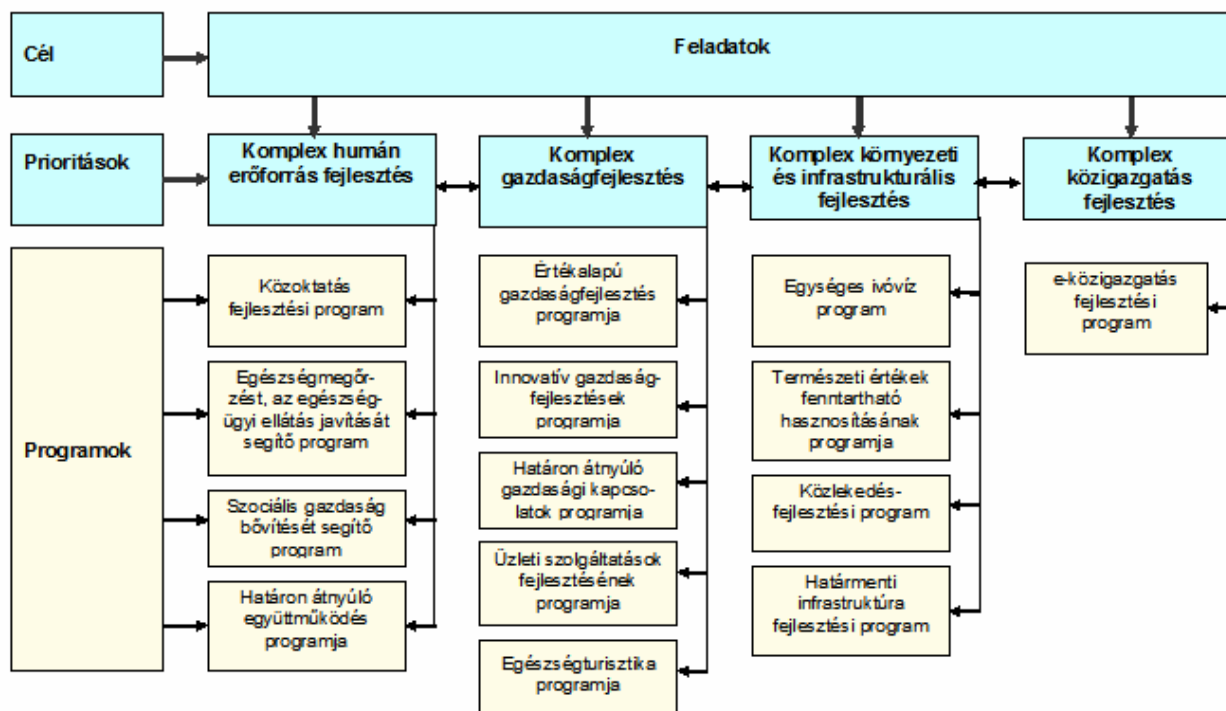 Cél
Feladatok
Prioritások
Komplex humán
erőforrás fejlesztés
Komplex
gazdaságfejlesztés
Komplex környezeti
és infrastrukturális
fejlesztés
Komplex
közigazgatás
fejlesztés
Programok
Közoktatás
fejlesztési program
Egészségmegőr-
zést, az egészség-
ügyi ellátás javítását
segítő program
Szociális gazdaság
bővítését segítő
program
Határon átnyúló
együttműködés
programja
Értékalapú
gazdaságfejlesztés
programja
Innovatív gazdaság-
fejlesztések
programja
Határon átnyúló
gazdasági kapcso-
latok programja
Üzleti szolgáltatások
fejlesztésének
programja
Egészségturisztika
programja
Egységes ivóvíz
program
Természeti értékek
fenntartható
hasznosításának
programja
Közlekedés-
fejlesztési program
Határmenti
infrastruktúra
fejlesztési program
e-közigazgatás
fejlesztési
program